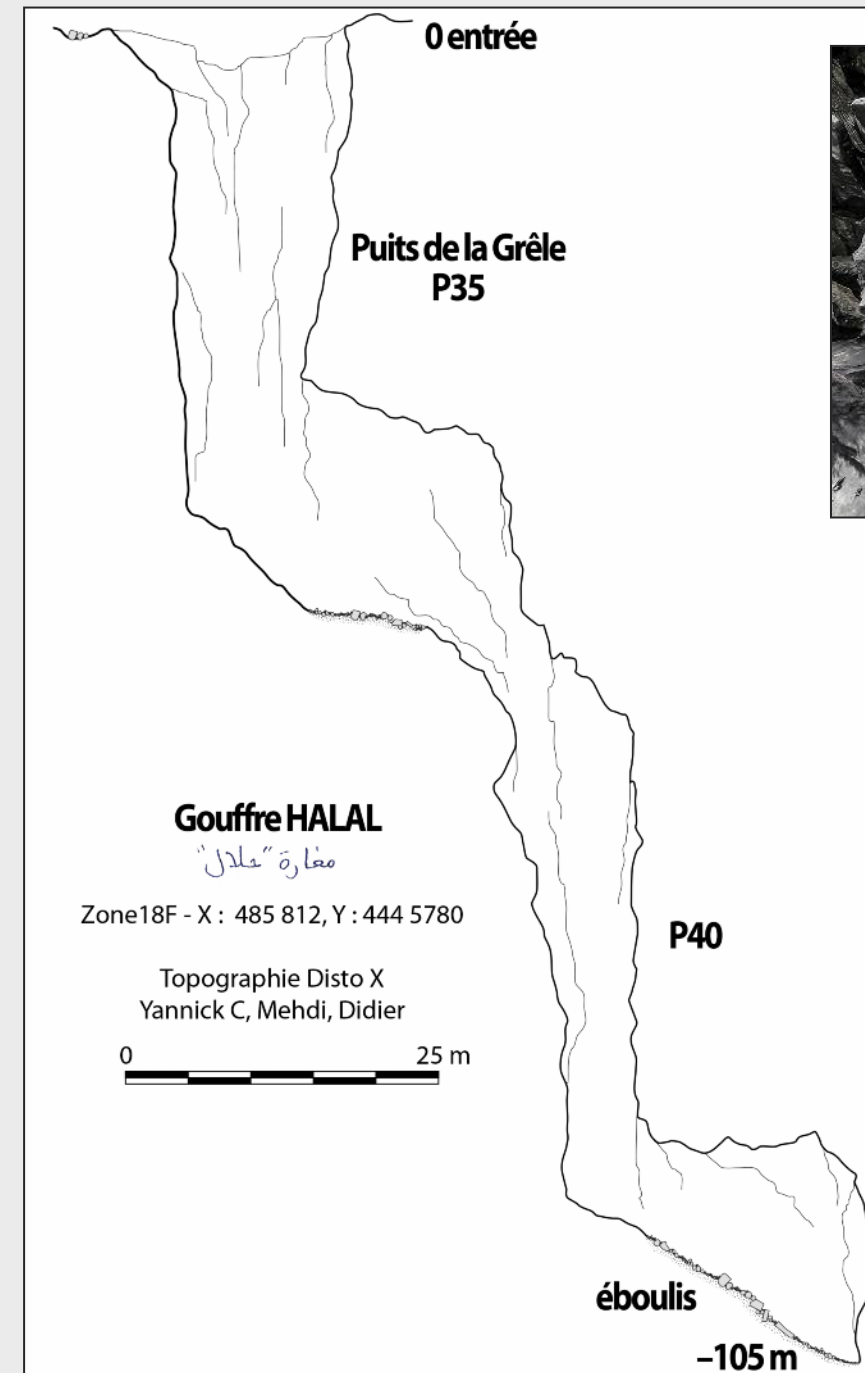 0 entrée
Puits de la Grêle
P35
Gouffre HALAL
مغارة "حلال"
Zone18F - X : 485 812, Y : 444 5780
Topographie Disto X
Yannick C, Mehdi, Didier
0 25 m
P40
éboulis
–105 m